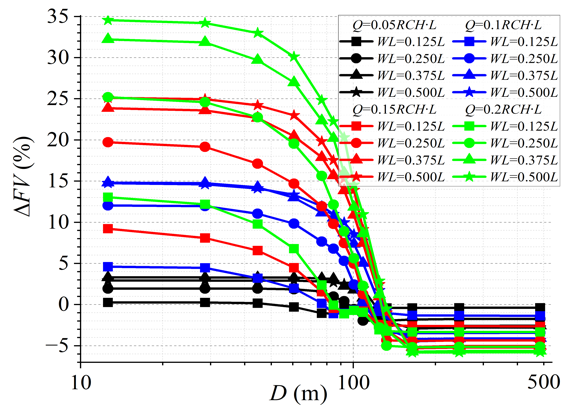 35
30
25
20
15
10
5
0
−5
ΔFV (%)
10
100
500
D (m)
Q=0.05RCH·L
WL=0.125L
WL=0.250L
WL=0.375L
WL=0.500L
Q=0.1RCH·L
WL=0.125L
WL=0.250L
WL=0.375L
WL=0.500L
Q=0.15RCH·L
WL=0.125L
WL=0.250L
WL=0.375L
WL=0.500L
Q=0.2RCH·L
WL=0.125L
WL=0.250L
WL=0.375L
WL=0.500L